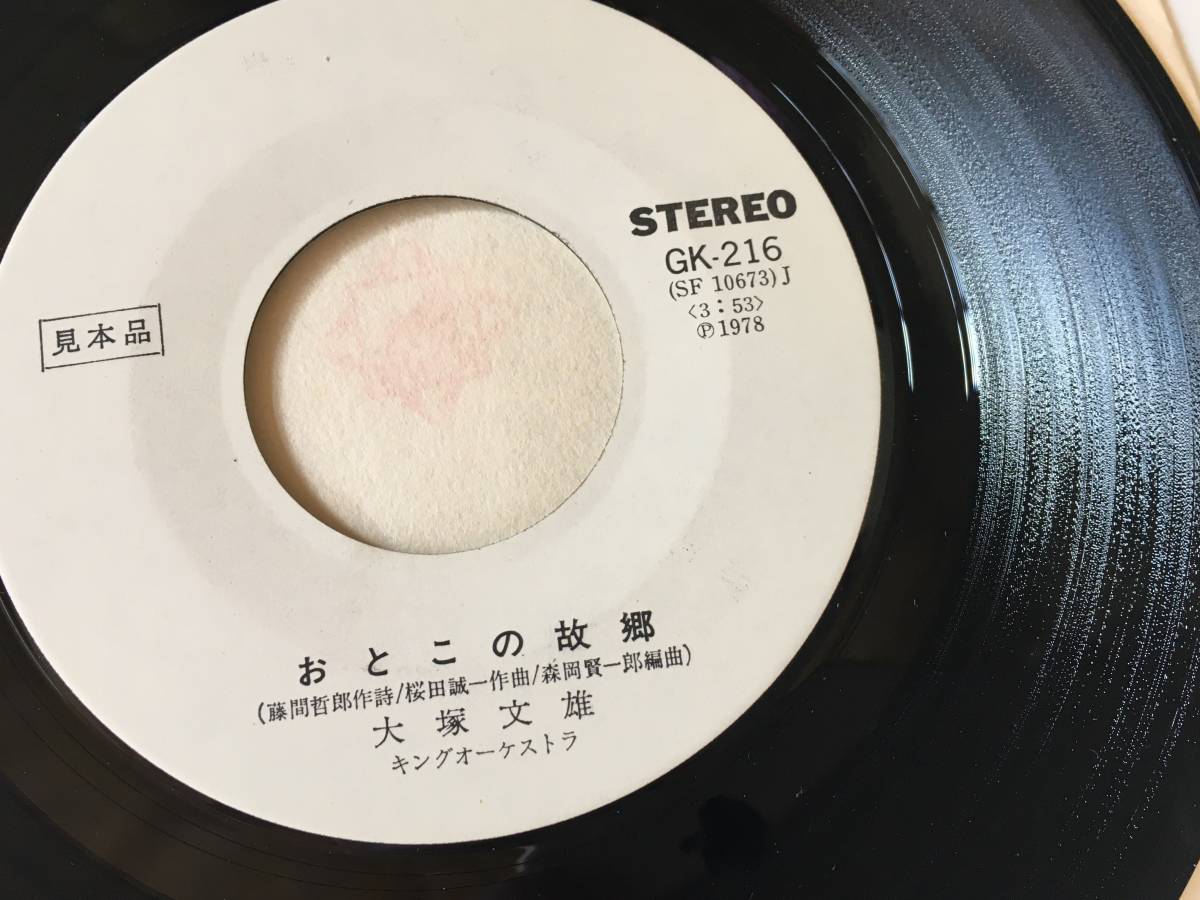 見本品
STEREO
GK-216
(SF 10673) J
〈3:53〉
Ⓟ1978
おとこの故郷
(藤間哲郎作詩/桜田誠一作曲/森岡賢一郎編曲)
大塚文雄
キングオーケストラ